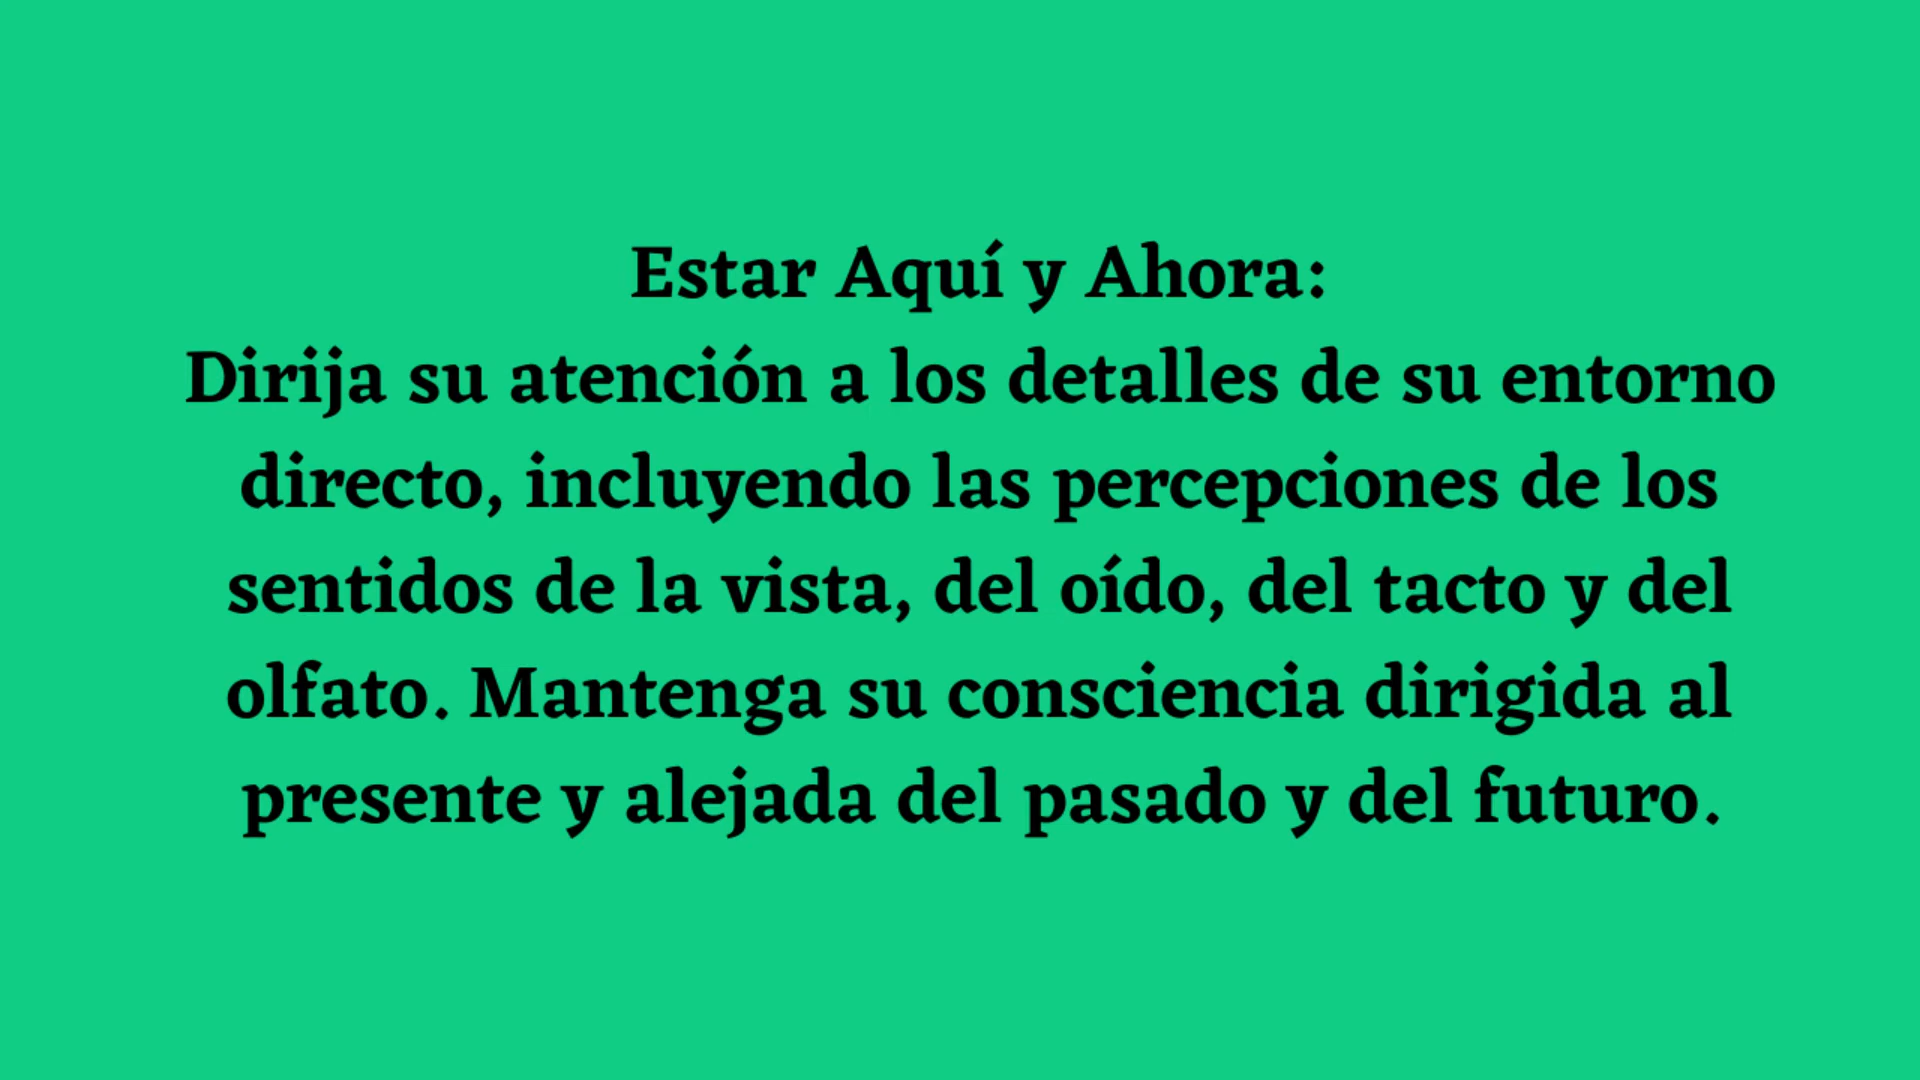 Estar Aquí y Ahora:
Dirija su atención a los detalles de su entorno
directo, incluyendo las percepciones de los
sentidos de la vista, del oído, del tacto y del
olfato. Mantenga su consciencia dirigida al
presente y alejada del pasado y del futuro.